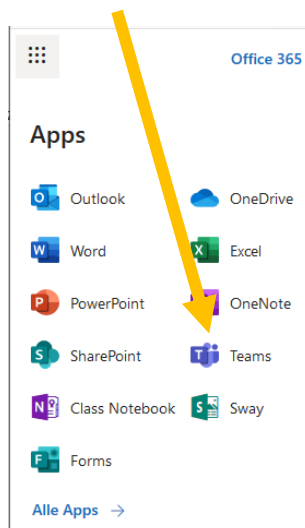 Office 365
Apps
Outlook OneDrive
Word Excel
PowerPoint OneNote
SharePoint Teams
Class Notebook Sway
Forms
Alle Apps →